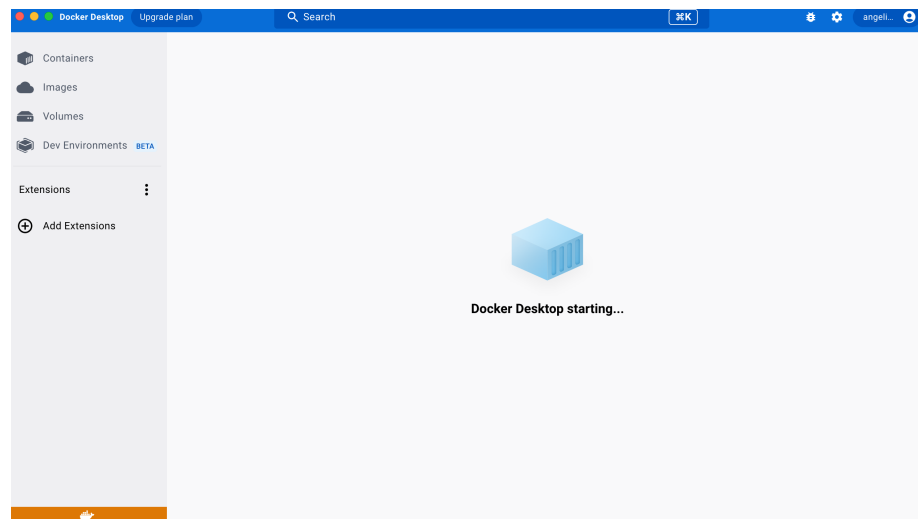 Docker Desktop Upgrade plan Search ⌘K angeli...
Containers
Images
Volumes
Dev Environments BETA
Extensions
Add Extensions
Docker Desktop starting...